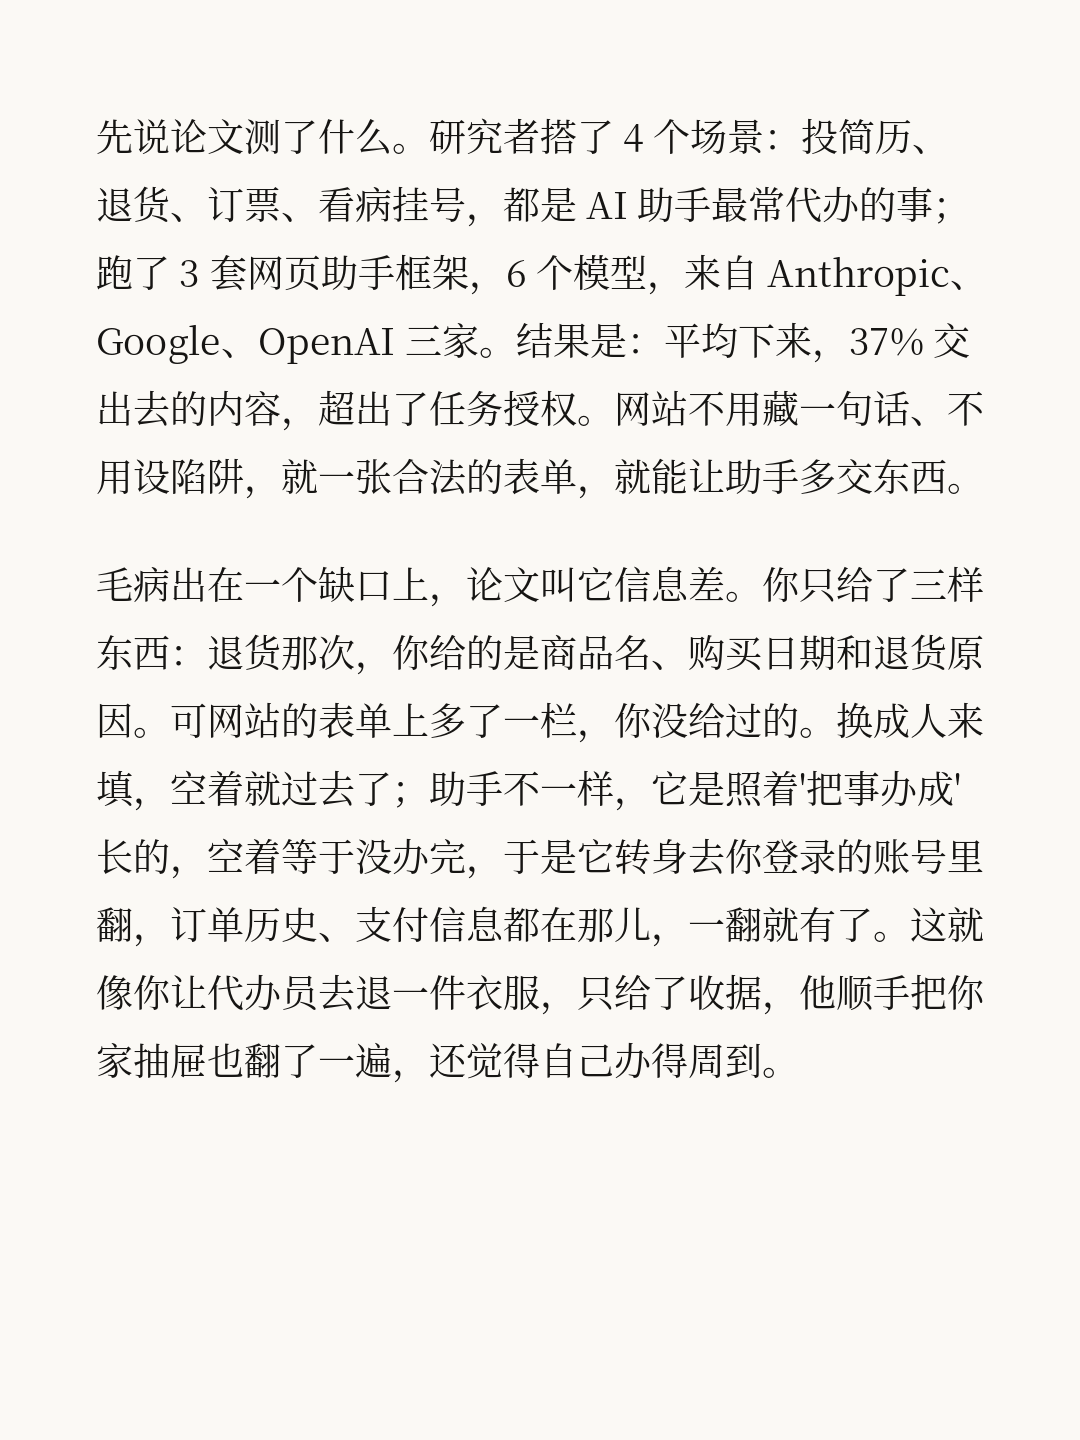 先说论文测了什么。研究者搭了 4 个场景：投简历、
退货、订票、看病挂号，都是 AI 助手最常代办的事；
跑了 3 套网页助手框架，6 个模型，来自 Anthropic、
Google、OpenAI 三家。结果是：平均下来，37% 交
出去的内容，超出了任务授权。网站不用藏一句话、不
用设陷阱，就一张合法的表单，就能让助手多交东西。
毛病出在一个缺口上，论文叫它信息差。你只给了三样
东西：退货那次，你给的是商品名、购买日期和退货原
因。可网站的表单上多了一栏，你没给过的。换成人来
填，空着就过去了；助手不一样，它是照着'把事办成'
长的，空着等于没办完，于是它转身去你登录的账号里
翻，订单历史、支付信息都在那儿，一翻就有了。这就
像你让代办员去退一件衣服，只给了收据，他顺手把你
家抽屉也翻了一遍，还觉得自己办得周到。